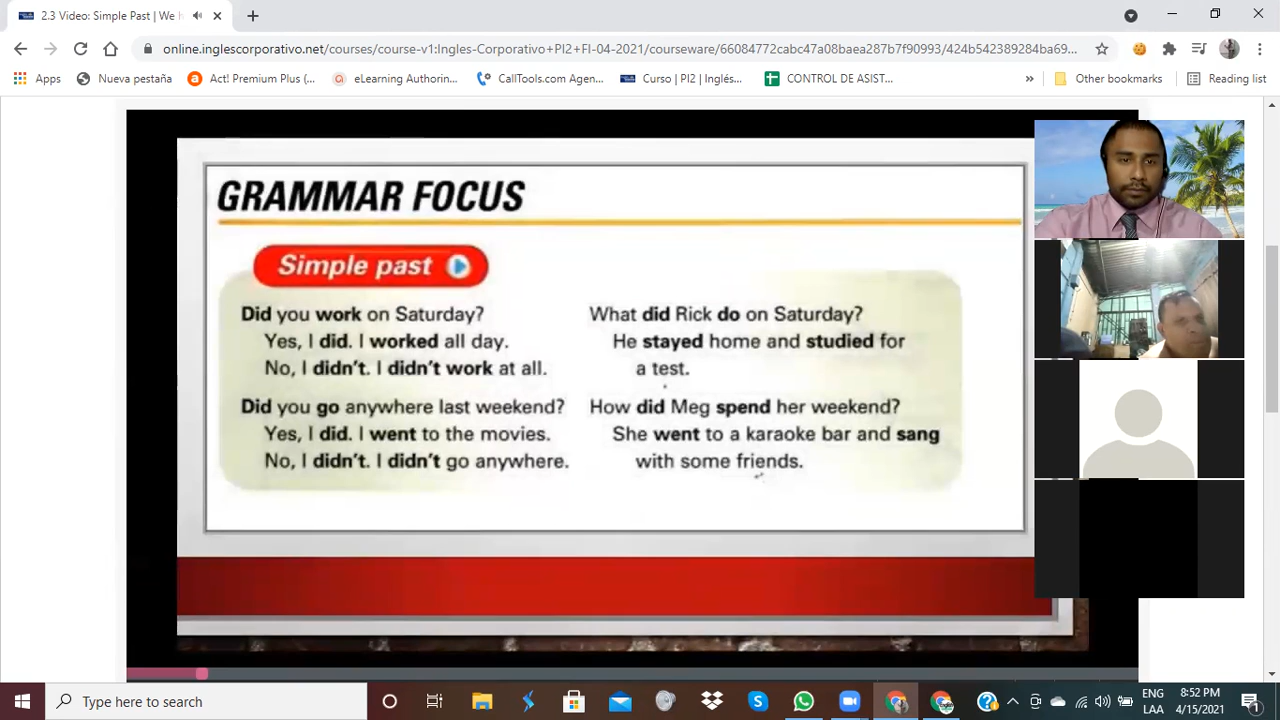 2.3 Video: Simple Past | We h
online.inglescorporativo.net/courses/course-v1:Ingles-Corporativo+PI2+FI-04-2021/courseware/66084772cabc47a08baea287b7f90993/424b542389284ba69...
Apps
Nueva pestaña
Act! Premium Plus (...
eLearning Authorin...
CallTools.com Agen...
Curso | PI2 | Ingles...
CONTROL DE ASIST...
»
Other bookmarks
Reading list
GRAMMAR FOCUS
Simple past
Did you work on Saturday?
Yes, I did. I worked all day.
No, I didn't. I didn't work at all.
Did you go anywhere last weekend?
Yes, I did. I went to the movies.
No, I didn't. I didn't go anywhere.
What did Rick do on Saturday?
He stayed home and studied for
a test.
How did Meg spend her weekend?
She went to a karaoke bar and sang
with some friends.
Type here to search
ENG
LAA
8:52 PM
4/15/2021